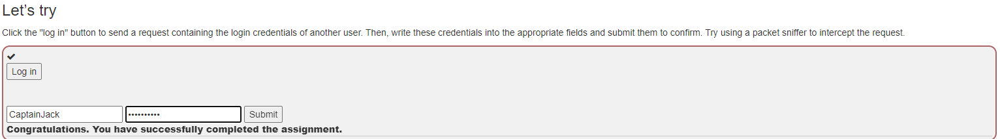 Let’s try
Click the "log in" button to send a request containing the login credentials of another user. Then, write these credentials into the appropriate fields and submit them to confirm. Try using a packet sniffer to intercept the request.
✔
Log in
CaptainJack •••••••••• Submit
Congratulations. You have successfully completed the assignment.